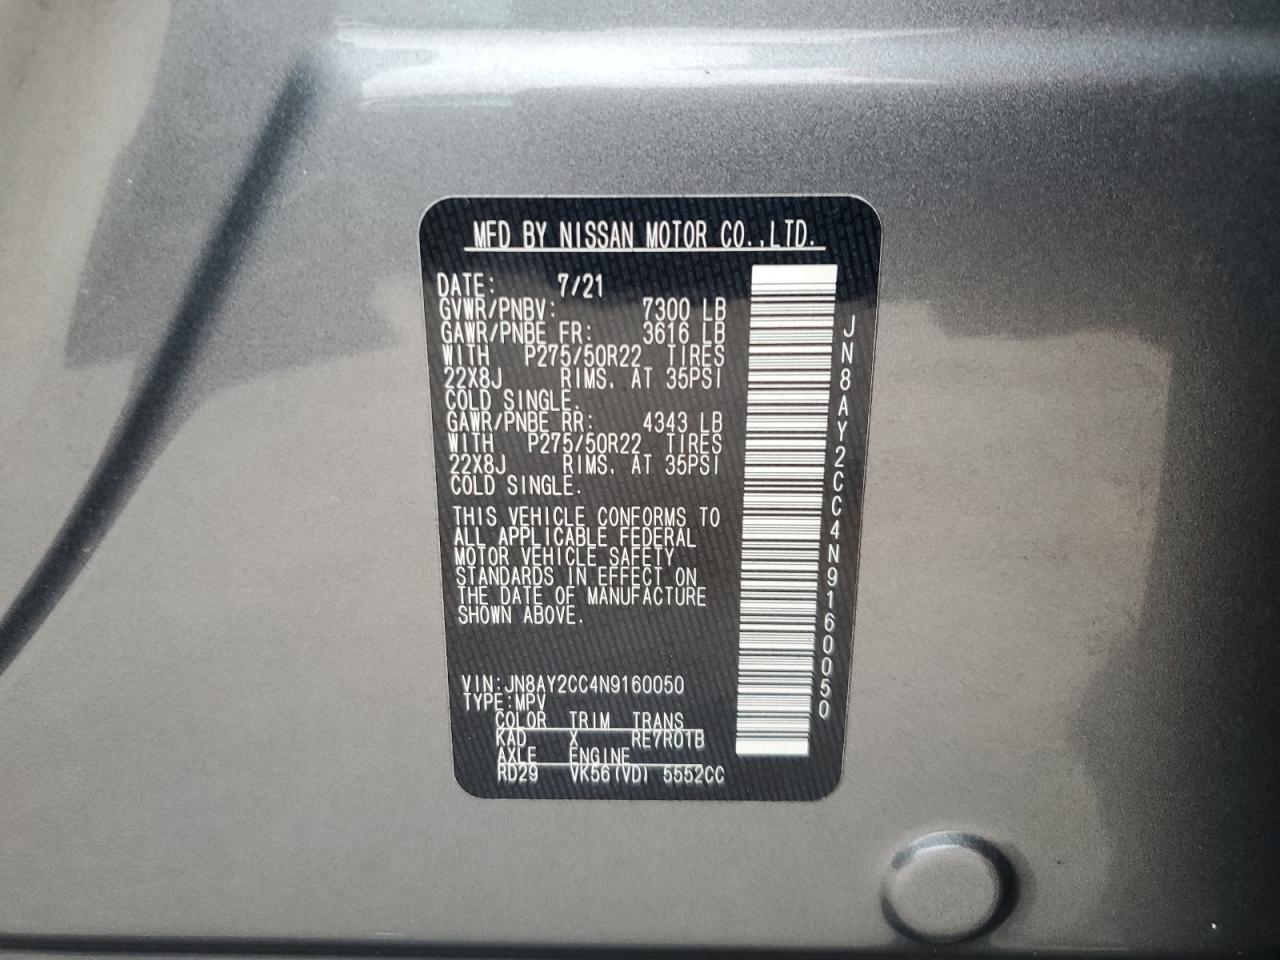 MFD BY NISSAN MOTOR CO.,LTD.
DATE: 7/21
GVWR/PNBV: 7300 LB
GAWR/PNBE FR: 3616 LB
WITH P275/50R22 TIRES
22X8J RIMS. AT 35PSI
COLD SINGLE.
GAWR/PNBE RR: 4343 LB
WITH P275/50R22 TIRES
22X8J RIMS. AT 35PSI
COLD SINGLE.
THIS VEHICLE CONFORMS TO
ALL APPLICABLE FEDERAL
MOTOR VEHICLE SAFETY
STANDARDS IN EFFECT ON
THE DATE OF MANUFACTURE
SHOWN ABOVE.
VIN:JN8AY2CC4N9160050
TYPE:MPV
COLOR TRIM TRANS
KAD X RE7R01B
AXLE ENGINE
RD29 VK56(VD) 5552CC
JN8AY2CC4N9160050